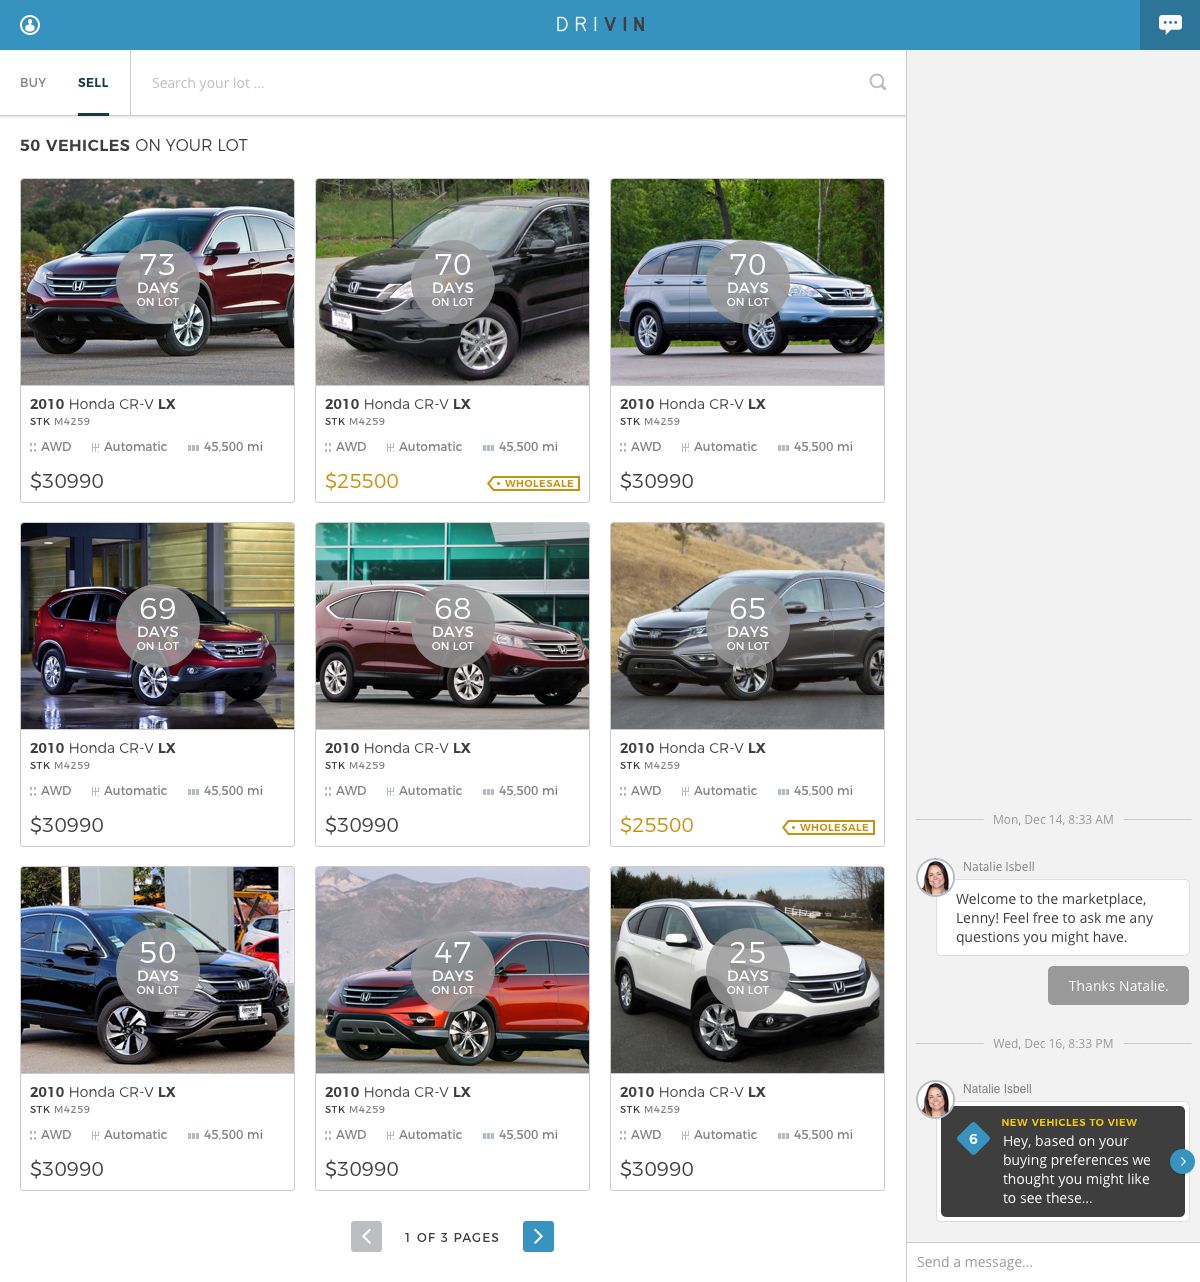 DRIVIN
BUY
SELL
Search your lot ...
50 VEHICLES ON YOUR LOT
73
DAYS
ON LOT
70
DAYS
ON LOT
70
DAYS
ON LOT
2010 Honda CR-V LX
STK M4259
AWD Automatic 45,500 mi
$30990
2010 Honda CR-V LX
STK M4259
AWD Automatic 45,500 mi
$25500
WHOLESALE
2010 Honda CR-V LX
STK M4259
AWD Automatic 45,500 mi
$30990
69
DAYS
ON LOT
68
DAYS
ON LOT
65
DAYS
ON LOT
2010 Honda CR-V LX
STK M4259
AWD Automatic 45,500 mi
$30990
2010 Honda CR-V LX
STK M4259
AWD Automatic 45,500 mi
$30990
2010 Honda CR-V LX
STK M4259
AWD Automatic 45,500 mi
$25500
WHOLESALE
50
DAYS
ON LOT
47
DAYS
ON LOT
25
DAYS
ON LOT
2010 Honda CR-V LX
STK M4259
AWD Automatic 45,500 mi
$30990
2010 Honda CR-V LX
STK M4259
AWD Automatic 45,500 mi
$30990
2010 Honda CR-V LX
STK M4259
AWD Automatic 45,500 mi
$30990
1 OF 3 PAGES
Mon, Dec 14, 8:33 AM
Natalie Isbell
Welcome to the marketplace,
Lenny! Feel free to ask me any
questions you might have.
Thanks Natalie.
Wed, Dec 16, 8:33 PM
Natalie Isbell
6
NEW VEHICLES TO VIEW
Hey, based on your
buying preferences we
thought you might like
to see these...
Send a message...